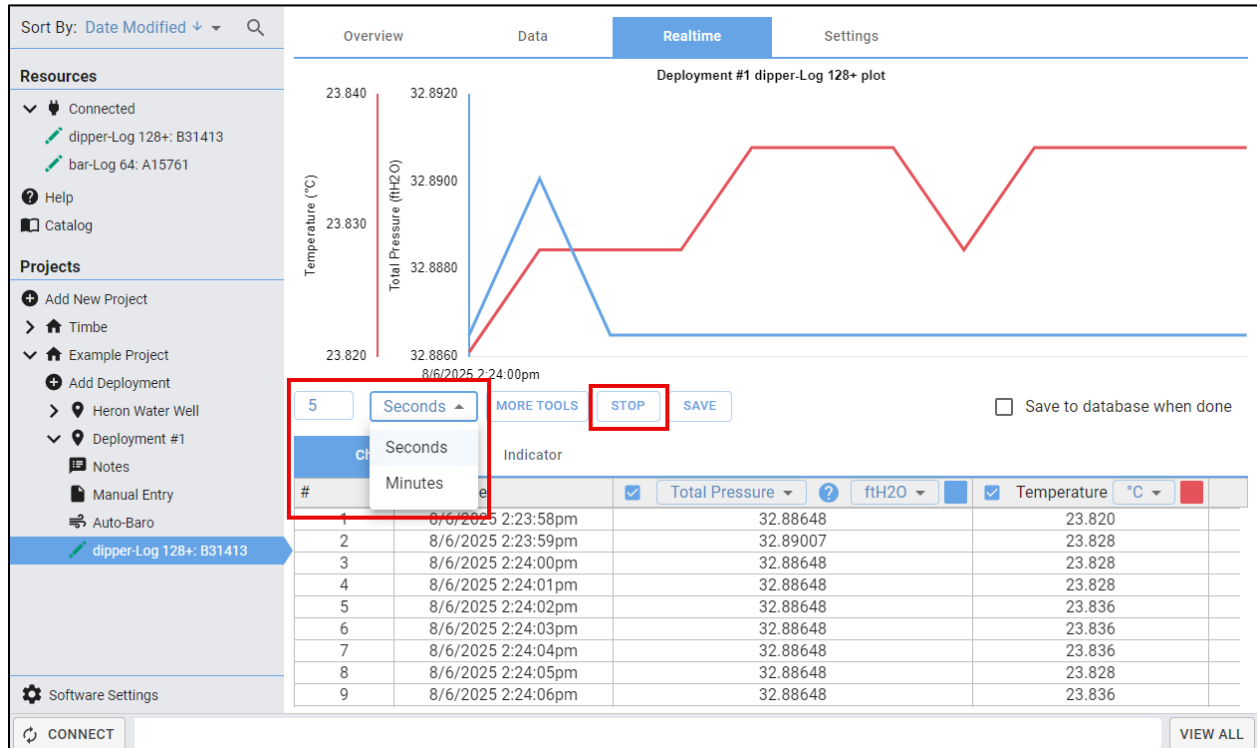 Sort By: Date Modified
Resources
Connected
dipper-Log 128+: B31413
bar-Log 64: A15761
Help
Catalog
Projects
Add New Project
Timbe
Example Project
Add Deployment
Heron Water Well
Deployment #1
Notes
Manual Entry
Auto-Baro
dipper-Log 128+: B31413
Software Settings
CONNECT
Overview Data Realtime Settings
Deployment #1 dipper-Log 128+ plot
Temperature (°C)
23.840
23.830
23.820
Total Pressure (ftH2O)
32.8920
32.8900
32.8880
32.8860
8/6/2025 2:24:00pm
5 Seconds MORE TOOLS STOP SAVE Save to database when done
Seconds
Minutes
Indicator
# Total Pressure ftH2O Temperature °C
1 8/6/2025 2:23:58pm 32.88648 23.820
2 8/6/2025 2:23:59pm 32.89007 23.828
3 8/6/2025 2:24:00pm 32.88648 23.828
4 8/6/2025 2:24:01pm 32.88648 23.828
5 8/6/2025 2:24:02pm 32.88648 23.836
6 8/6/2025 2:24:03pm 32.88648 23.836
7 8/6/2025 2:24:04pm 32.88648 23.836
8 8/6/2025 2:24:05pm 32.88648 23.828
9 8/6/2025 2:24:06pm 32.88648 23.836
VIEW ALL